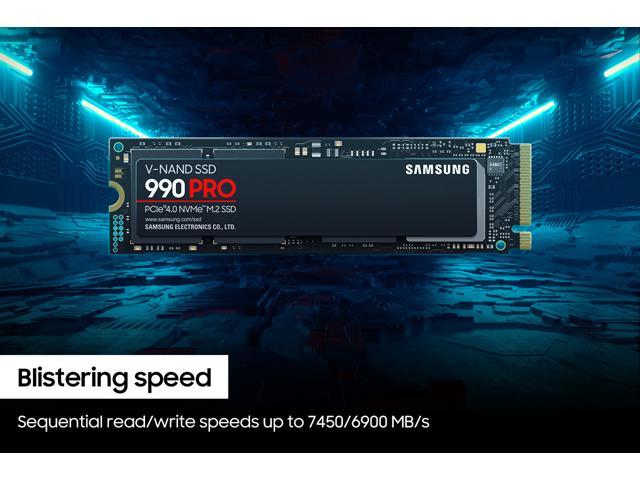 V-NAND SSD
SAMSUNG
990 PRO
PCIe® 4.0 NVMe™ M.2 SSD
www.samsung.com/ssd
SAMSUNG ELECTRONICS CO., LTD.
Blistering speed
Sequential read/write speeds up to 7450/6900 MB/s